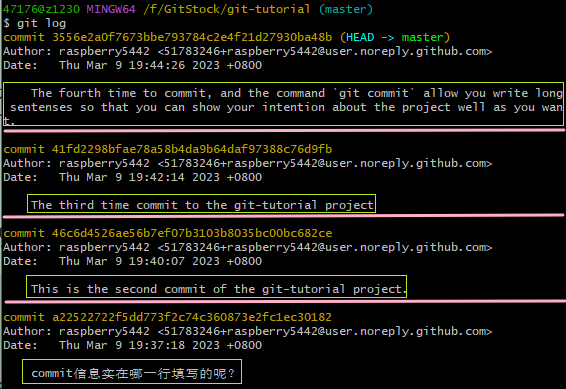 47176@z1230 MINGW64 /f/GitStock/git-tutorial (master)
$ git log
commit 3556e2a0f7673bbe793784c2e4f21d27930ba48b (HEAD -> master)
Author: raspberry5442 <51783246+raspberry5442@user.noreply.github.com>
Date:   Thu Mar 9 19:44:26 2023 +0800
The fourth time to commit, and the command `git commit` allow you write long
sentences so that you can show your intention about the project well as you wan
t.
commit 41fd2298bfae78a58b4da9b64daf97388c76d9fb
Author: raspberry5442 <51783246+raspberry5442@user.noreply.github.com>
Date:   Thu Mar 9 19:42:14 2023 +0800
The third time commit to the git-tutorial project
commit 46c6d4526ae56b7ef07b3103b8035bc00bc682ce
Author: raspberry5442 <51783246+raspberry5442@user.noreply.github.com>
Date:   Thu Mar 9 19:40:07 2023 +0800
This is the second commit of the git-tutorial project.
commit a22522722f5dd773f2c74c360873e2fc1ec30182
Author: raspberry5442 <51783246+raspberry5442@user.noreply.github.com>
Date:   Thu Mar 9 19:37:18 2023 +0800
commit信息实在哪一行填写的呢？